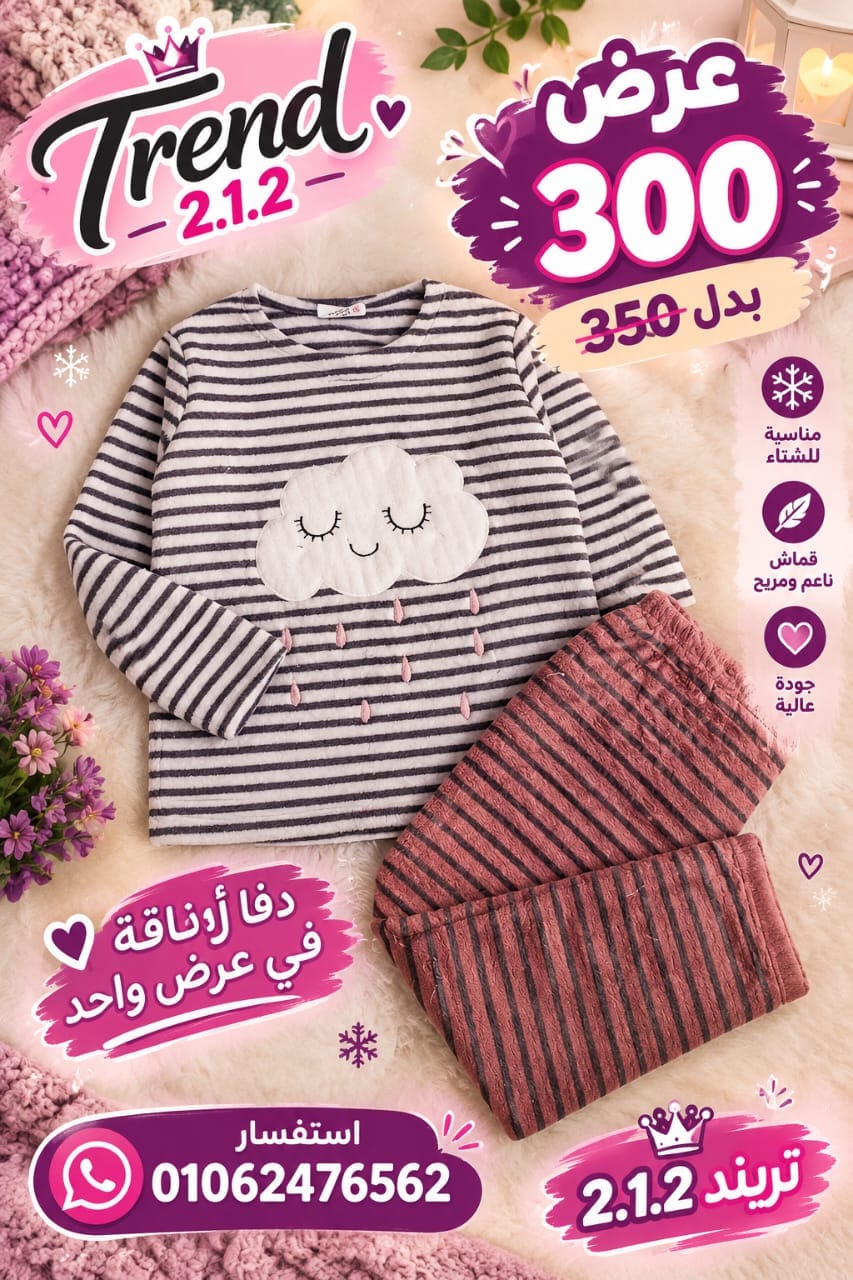 Trend
2.1.2
عرض
300
بدل 350
مناسبة
للشتاء
قماش
ناعم ومريح
جودة
عالية
دفا أوناقة
في عرض واحد
استفسار
01062476562
تريند 2.1.2